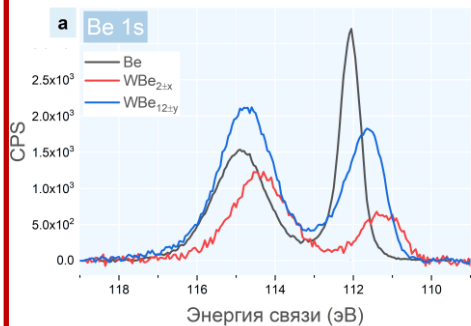 a Be 1s
Be
WBe₂±ₓ
WBe₁₂±y
2.5x10³
2.0x10³
1.5x10³
1.0x10³
5.0x10²
0.0
CPS
118 116 114 112 110
Энергия связи (эВ)